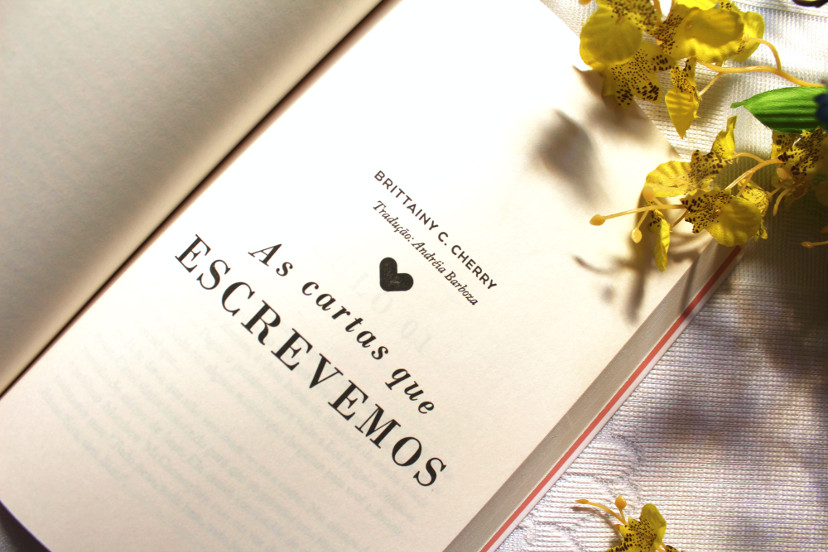 BRITTAINY C. CHERRY
Tradução: Andréia Barboza
As cartas que
ESCREVEMOS